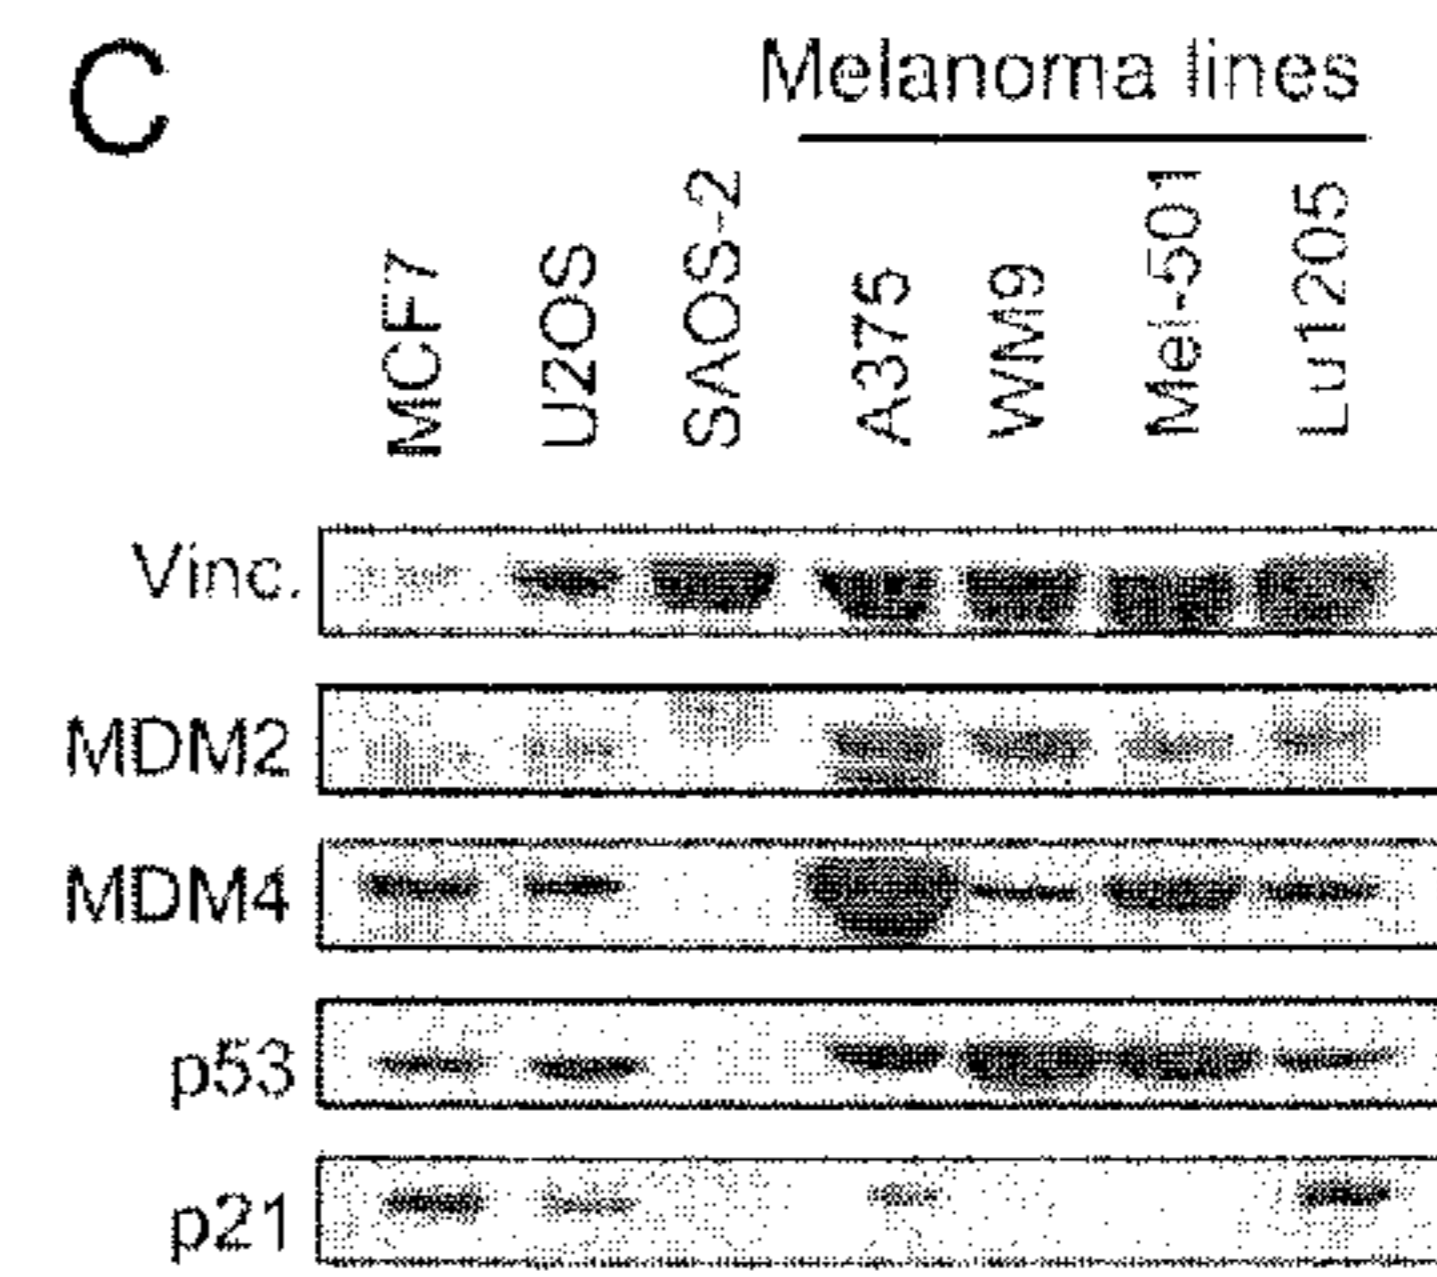 C
Melanoma lines
MCF7
U2OS
SAOS-2
A375
WM9
Mel-501
Lu1205
Vinc.
MDM2
MDM4
p53
p21